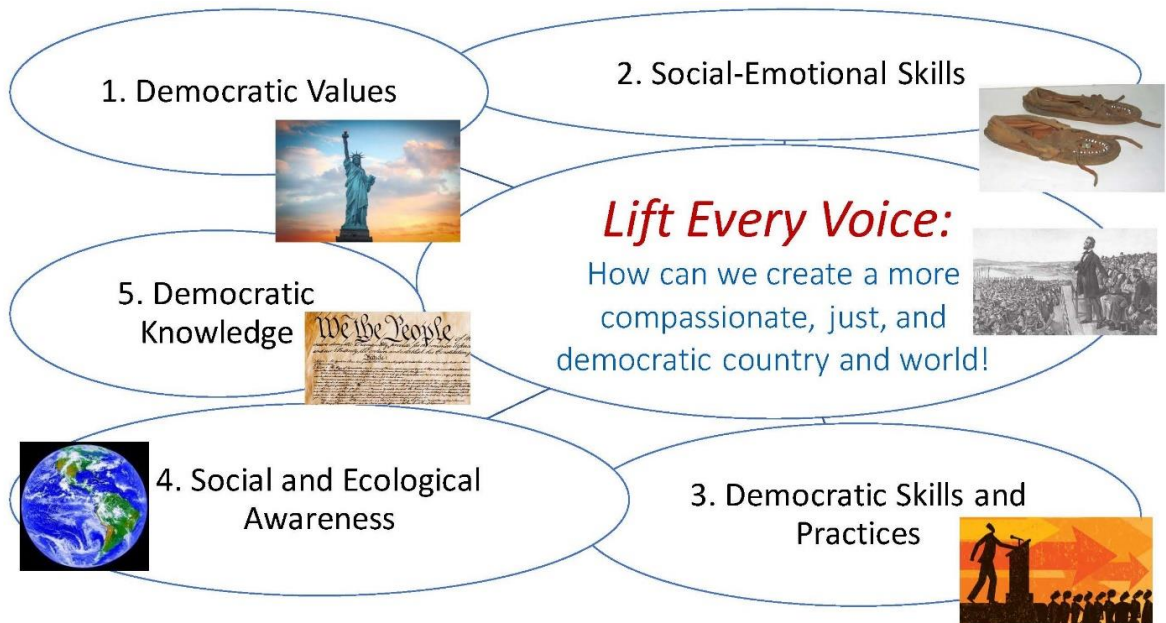 1. Democratic Values
2. Social-Emotional Skills
Lift Every Voice:
How can we create a more
compassionate, just, and
democratic country and world!
5. Democratic
Knowledge
We the People
4. Social and Ecological
Awareness
3. Democratic Skills and
Practices